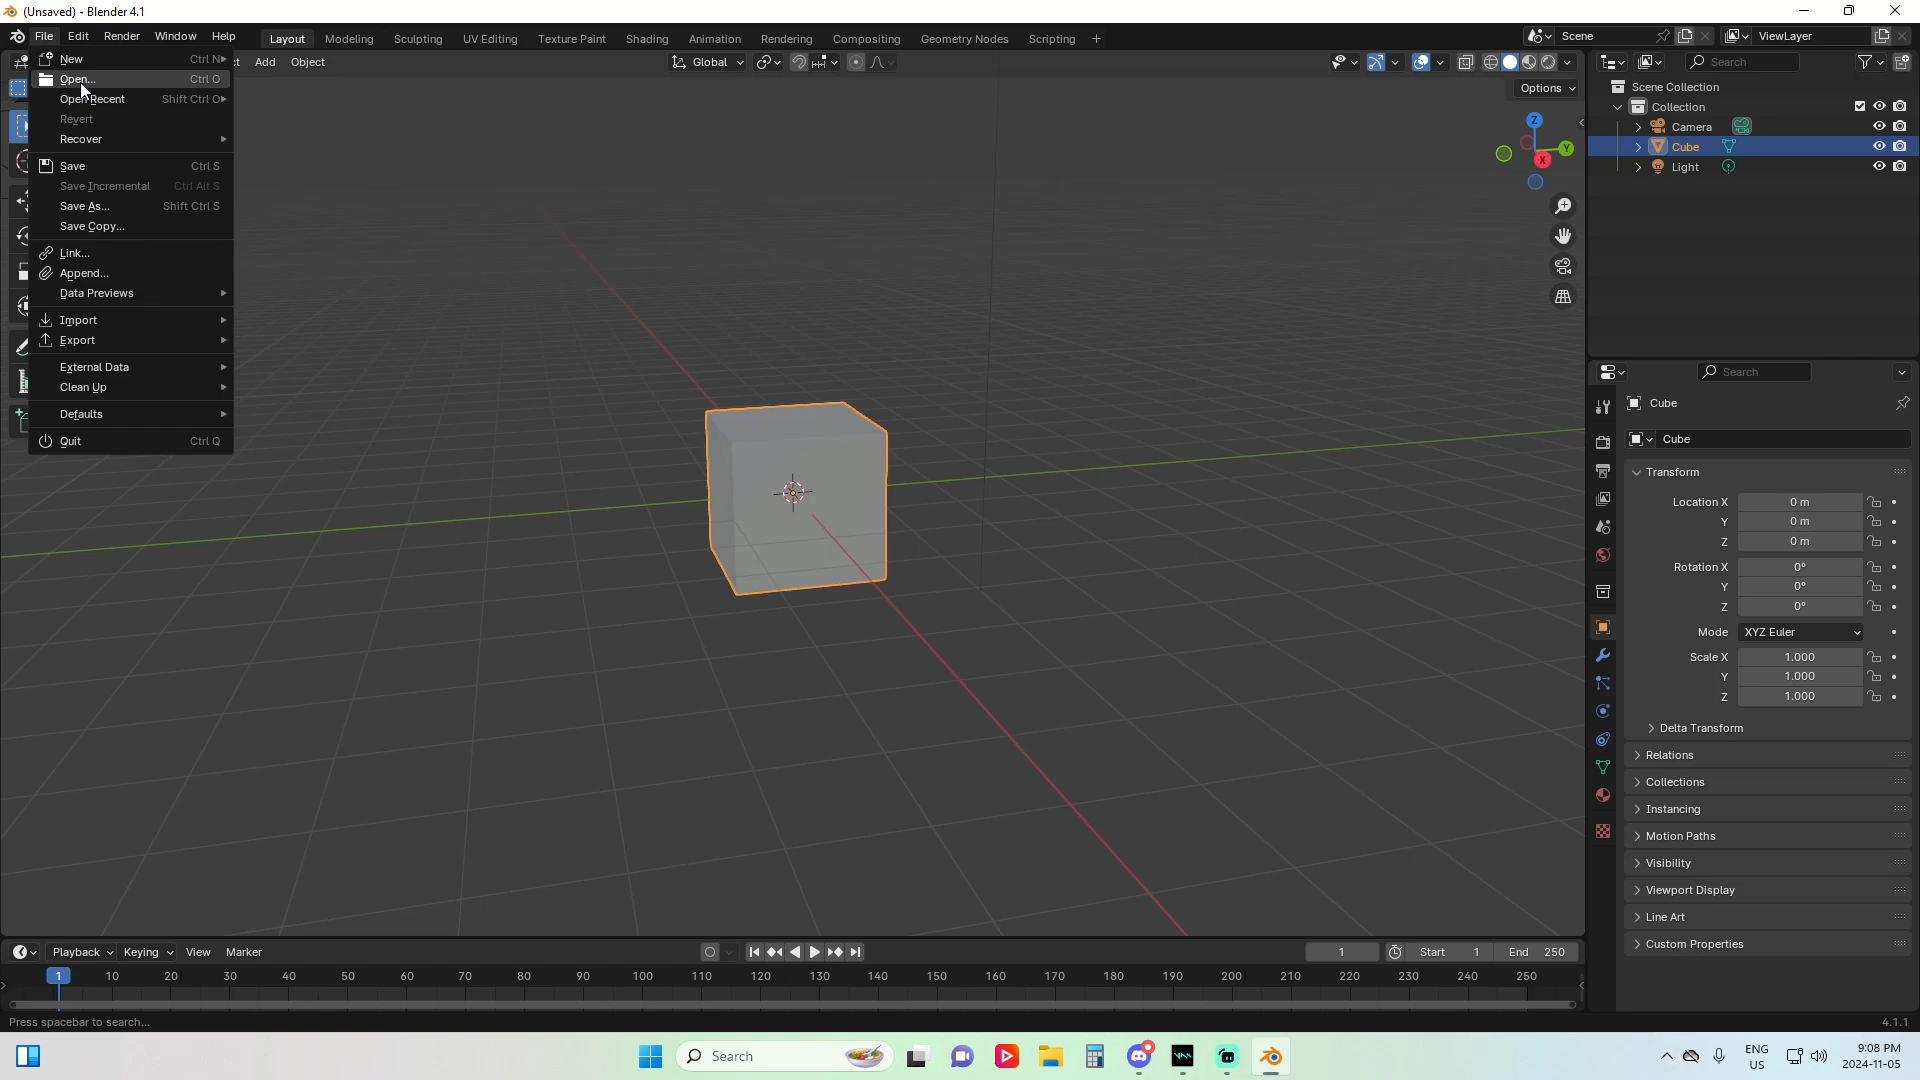 (Unsaved) - Blender 4.1
File Edit Render Window Help Layout Modeling Sculpting UV Editing Texture Paint Shading Animation Rendering Compositing Geometry Nodes Scripting + Scene ViewLayer
Add Object Global Search
New Ctrl N
Open... Ctrl O
Open Recent Shift Ctrl O
Revert
Recover
Save Ctrl S
Save Incremental Ctrl Alt S
Save As... Shift Ctrl S
Save Copy...
Link...
Append...
Data Previews
Import
Export
External Data
Clean Up
Defaults
Quit Ctrl Q
Options
Z
Y
X
Scene Collection
Collection
Camera
Cube
Light
Search
Cube
Cube
Transform
Location X 0 m
Y 0 m
Z 0 m
Rotation X 0°
Y 0°
Z 0°
Mode XYZ Euler
Scale X 1.000
Y 1.000
Z 1.000
Delta Transform
Relations
Collections
Instancing
Motion Paths
Visibility
Viewport Display
Line Art
Custom Properties
Playback Keying View Marker 1 Start 1 End 250
1 10 20 30 40 50 60 70 80 90 100 110 120 130 140 150 160 170 180 190 200 210 220 230 240 250
Press spacebar to search... 4.1.1
Search
ENG
US
9:08 PM
2024-11-05